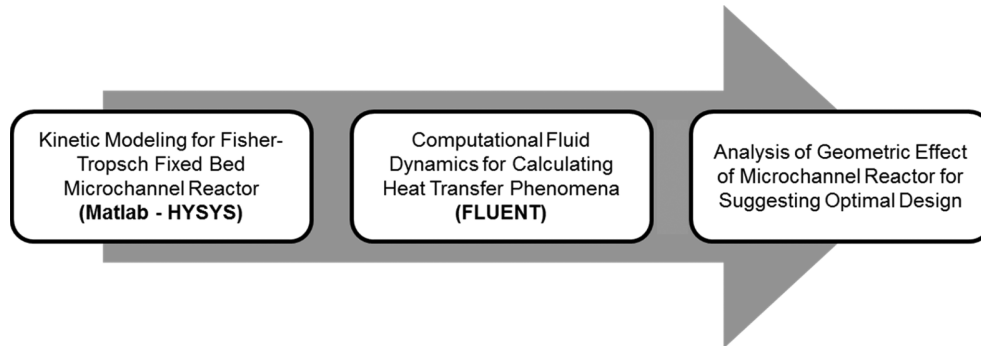 Kinetic Modeling for Fisher-
Tropsch Fixed Bed
Microchannel Reactor
(Matlab - HYSYS)
Computational Fluid
Dynamics for Calculating
Heat Transfer Phenomena
(FLUENT)
Analysis of Geometric Effect
of Microchannel Reactor for
Suggesting Optimal Design